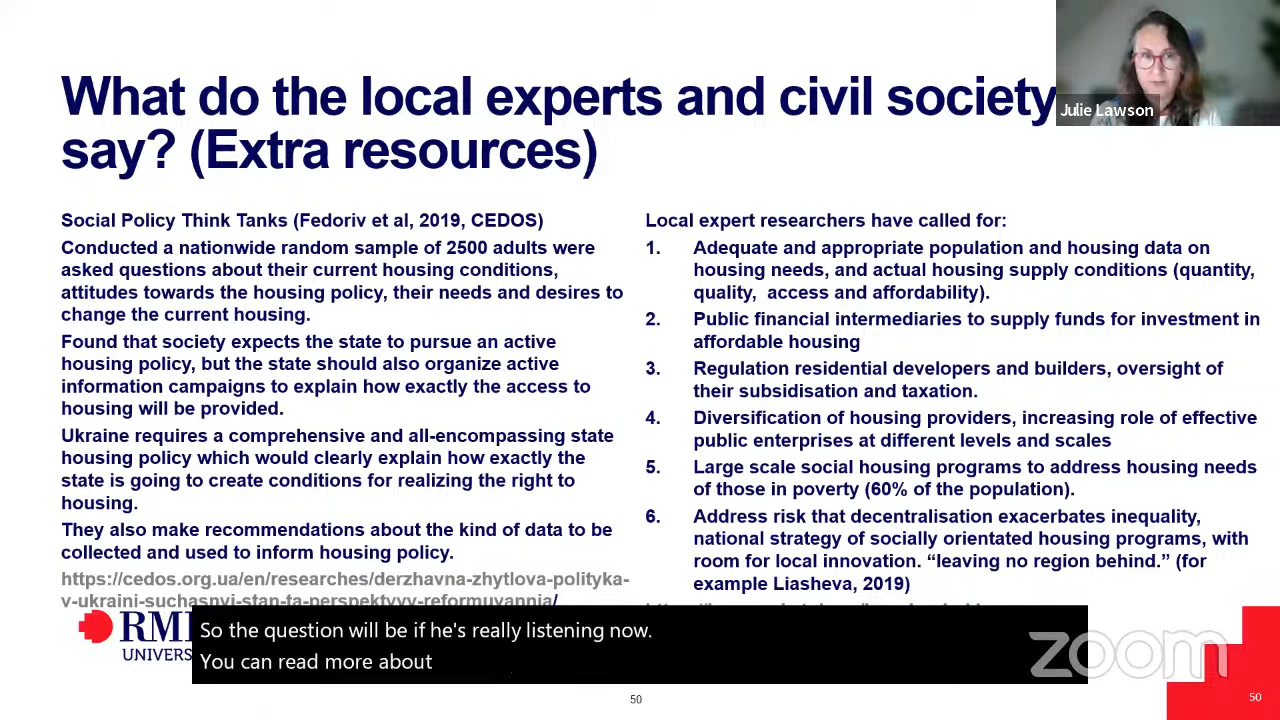 What do the local experts and civil society
say? (Extra resources)
Julie Lawson
Social Policy Think Tanks (Fedoriv et al, 2019, CEDOS)
Conducted a nationwide random sample of 2500 adults were
asked questions about their current housing conditions,
attitudes towards the housing policy, their needs and desires to
change the current housing.
Found that society expects the state to pursue an active
housing policy, but the state should also organize active
information campaigns to explain how exactly the access to
housing will be provided.
Ukraine requires a comprehensive and all-encompassing state
housing policy which would clearly explain how exactly the
state is going to create conditions for realizing the right to
housing.
They also make recommendations about the kind of data to be
collected and used to inform housing policy.
https://cedos.org.ua/en/researches/derzhavna-zhytlova-polityka-
v-ukraini-suchasnyi-stan-ta-perspektyvy-reformuvannia/
Local expert researchers have called for:
1. Adequate and appropriate population and housing data on
housing needs, and actual housing supply conditions (quantity,
quality, access and affordability).
2. Public financial intermediaries to supply funds for investment in
affordable housing
3. Regulation residential developers and builders, oversight of
their subsidisation and taxation.
4. Diversification of housing providers, increasing role of effective
public enterprises at different levels and scales
5. Large scale social housing programs to address housing needs
of those in poverty (60% of the population).
6. Address risk that decentralisation exacerbates inequality,
national strategy of socially orientated housing programs, with
room for local innovation. “leaving no region behind.” (for
example Liasheva, 2019)
So the question will be if he's really listening now.
You can read more about
zoom
50
50